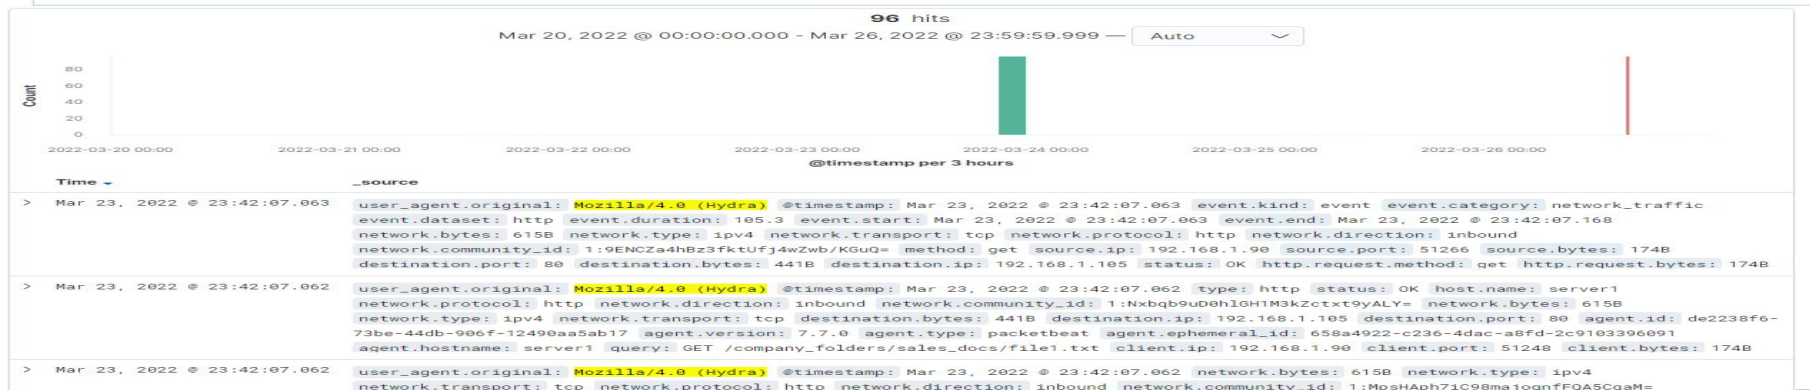 96 hits
Mar 20, 2022 @ 00:00:00.000 - Mar 26, 2022 @ 23:59:59.999 — Auto
Count
80
60
40
20
0
2022-03-20 00:00 2022-03-21 00:00 2022-03-22 00:00 2022-03-23 00:00 2022-03-24 00:00 2022-03-25 00:00 2022-03-26 00:00
@timestamp per 3 hours
Time _source
> Mar 23, 2022 @ 23:42:07.063 user_agent.original: Mozilla/4.0 (Hydra) @timestamp: Mar 23, 2022 @ 23:42:07.063 event.kind: event event.category: network_traffic
event.dataset: http event.duration: 105.3 event.start: Mar 23, 2022 @ 23:42:07.063 event.end: Mar 23, 2022 @ 23:42:07.168
network.bytes: 615B network.type: ipv4 network.transport: tcp network.protocol: http network.direction: inbound
network.community_id: 1:9ENCZa4hBz3fktUfj4wZwb/KGuQ= method: get source.ip: 192.168.1.90 source.port: 51266 source.bytes: 174B
destination.port: 80 destination.bytes: 441B destination.ip: 192.168.1.105 status: OK http.request.method: get http.request.bytes: 174B
> Mar 23, 2022 @ 23:42:07.062 user_agent.original: Mozilla/4.0 (Hydra) @timestamp: Mar 23, 2022 @ 23:42:07.062 type: http status: OK host.name: server1
network.protocol: http network.direction: inbound network.community_id: 1:Nxbqb9uD0hlGH1M3kZctxt9yALY= network.bytes: 615B
network.type: ipv4 network.transport: tcp destination.bytes: 441B destination.ip: 192.168.1.105 destination.port: 80 agent.id: de2238f6-
73be-44db-906f-12490aa5ab17 agent.version: 7.7.0 agent.type: packetbeat agent.ephemeral_id: 658a4922-c236-4dac-a8fd-2c9103396091
agent.hostname: server1 query: GET /company_folders/sales_docs/file1.txt client.ip: 192.168.1.90 client.port: 51248 client.bytes: 174B
> Mar 23, 2022 @ 23:42:07.062 user_agent.original: Mozilla/4.0 (Hydra) @timestamp: Mar 23, 2022 @ 23:42:07.062 network.bytes: 615B network.type: ipv4
network.transport: tcp network.protocol: http network.direction: inbound network.community_id: